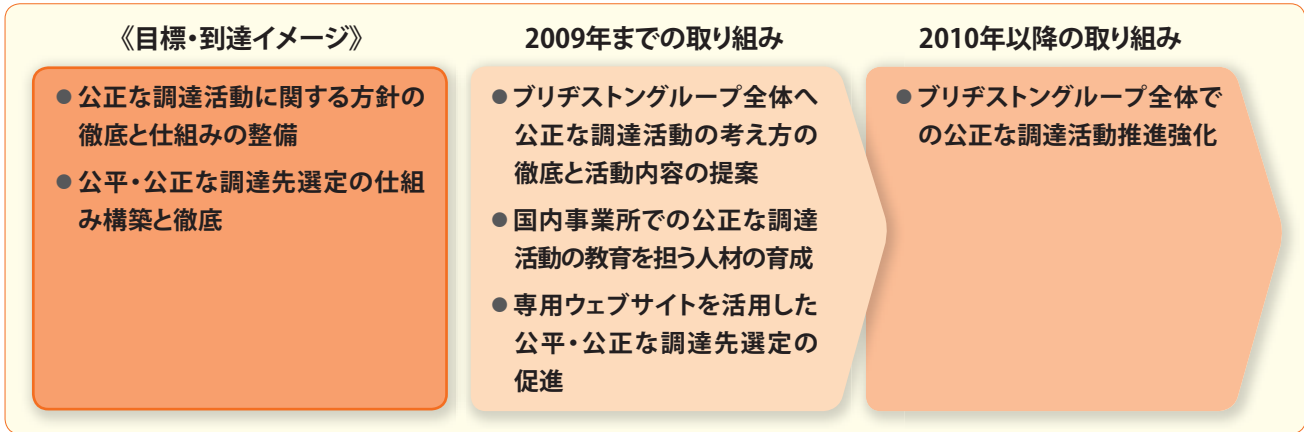 《目標・到達イメージ》
● 公正な調達活動に関する方針の
徹底と仕組みの整備
● 公平・公正な調達先選定の仕組
み構築と徹底
2009年までの取り組み
● ブリヂストングループ全体へ
公正な調達活動の考え方の
徹底と活動内容の提案
● 国内事業所での公正な調達
活動の教育を担う人材の育成
● 専用ウェブサイトを活用した
公平・公正な調達先選定の
促進
2010年以降の取り組み
● ブリヂストングループ全体で
の公正な調達活動推進強化